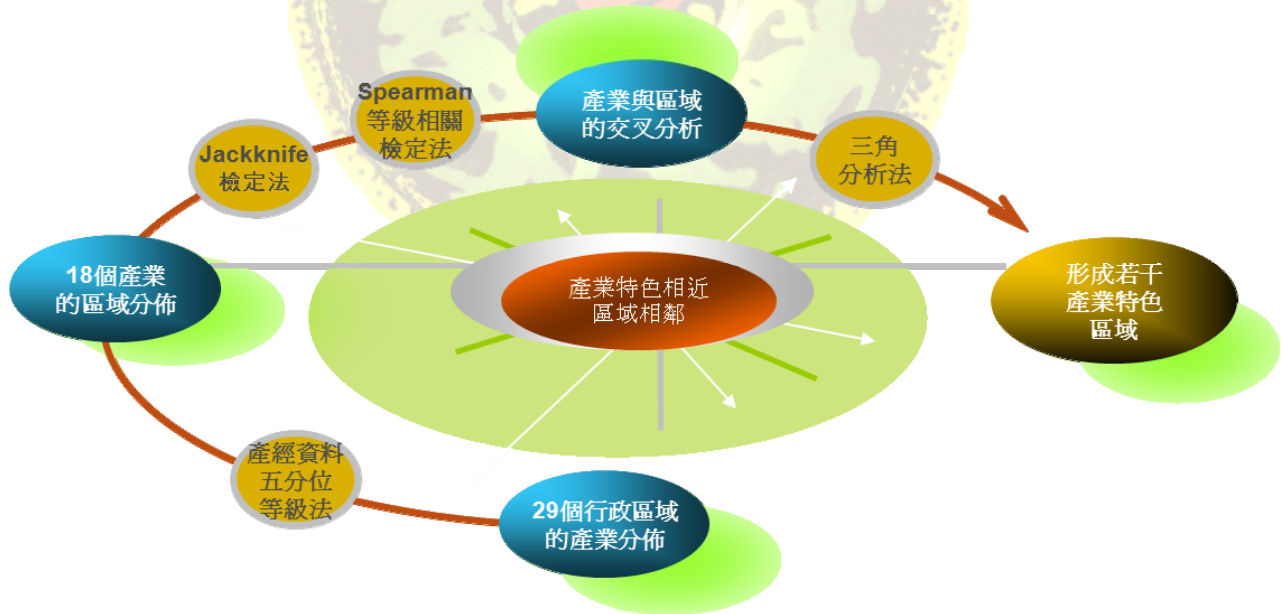 Spearman
等級相關
檢定法
產業與區域
的交叉分析
三角
分析法
Jackknife
檢定法
18個產業
的區域分佈
產業特色相近
區域相鄰
形成若干
產業特色
區域
產經資料
五分位
等級法
29個行政區域
的產業分佈